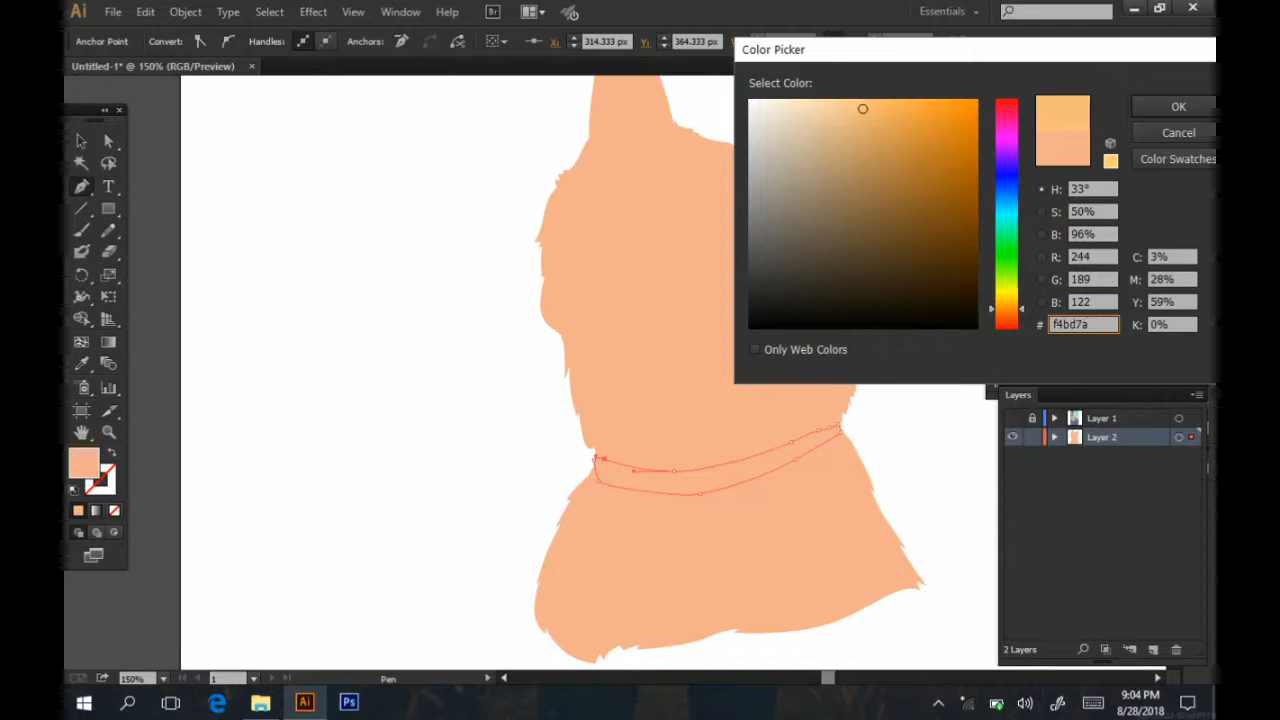 Ai File Edit Object Type Select Effect View Window Help Br Essentials
Anchor Point Convert: Handles: Anchors: X: 314.333 px Y: 364.333 px
Untitled-1* @ 150% (RGB/Preview) ×
Color Picker
Select Color:
OK
Cancel
Color Swatches
H: 33°
S: 50%
B: 96%
R: 244 C: 3%
G: 189 M: 28%
B: 122 Y: 59%
# f4bd7a K: 0%
Only Web Colors
Layers
Layer 1
Layer 2
2 Layers
150% 1 Pen
Ai Ps
9:04 PM
8/28/2018